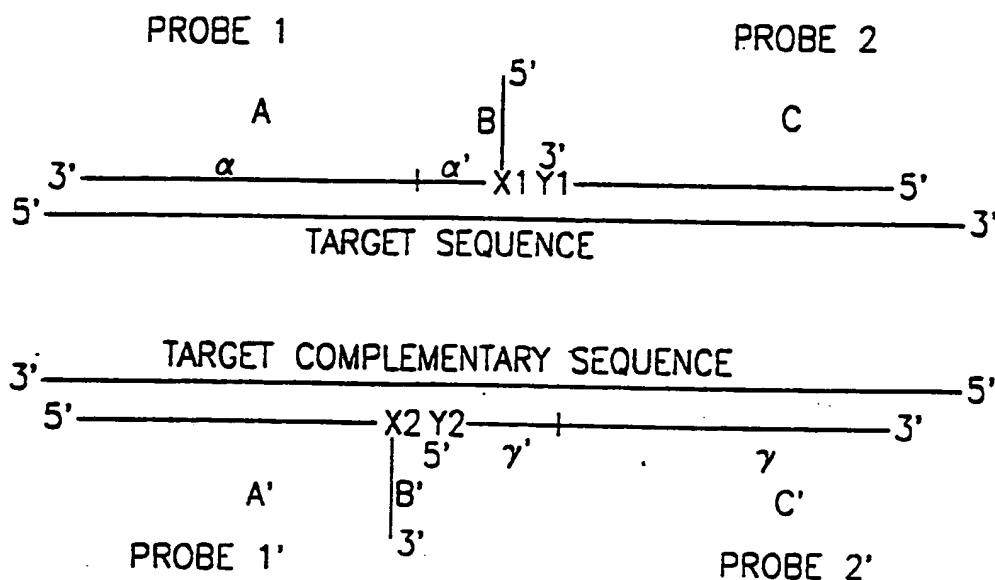 PROBE 1 PROBE 2
5'
A B C
3' α α' X1 3' Y1 5'
5' 3'
TARGET SEQUENCE
TARGET COMPLEMENTARY SEQUENCE
3' 5'
5' X2 Y2 3'
5' γ' γ
A' B' C'
3'
PROBE 1' PROBE 2'